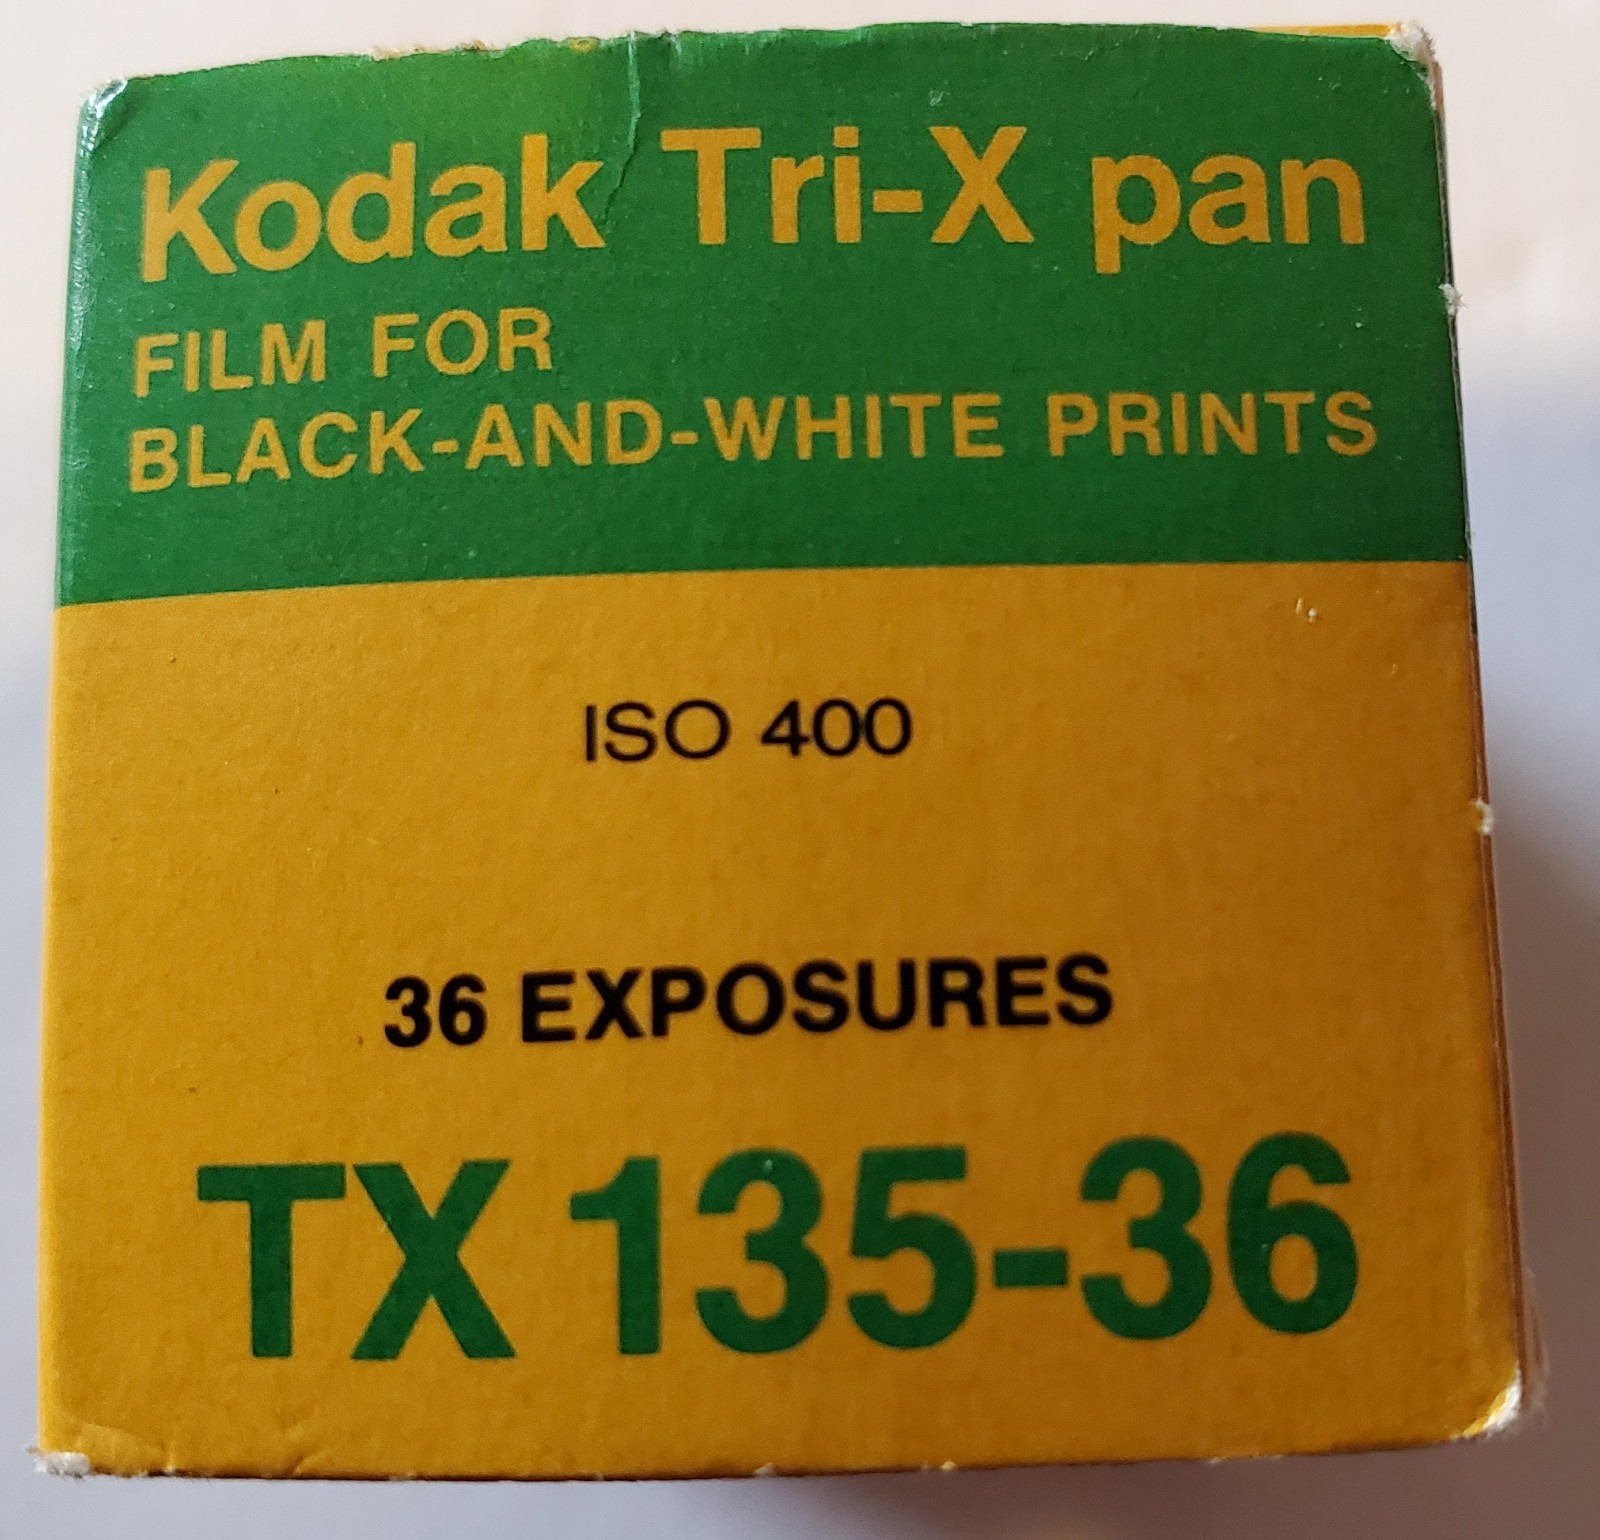 Kodak Tri-X pan
FILM FOR
BLACK-AND-WHITE PRINTS
ISO 400
36 EXPOSURES
TX 135-36